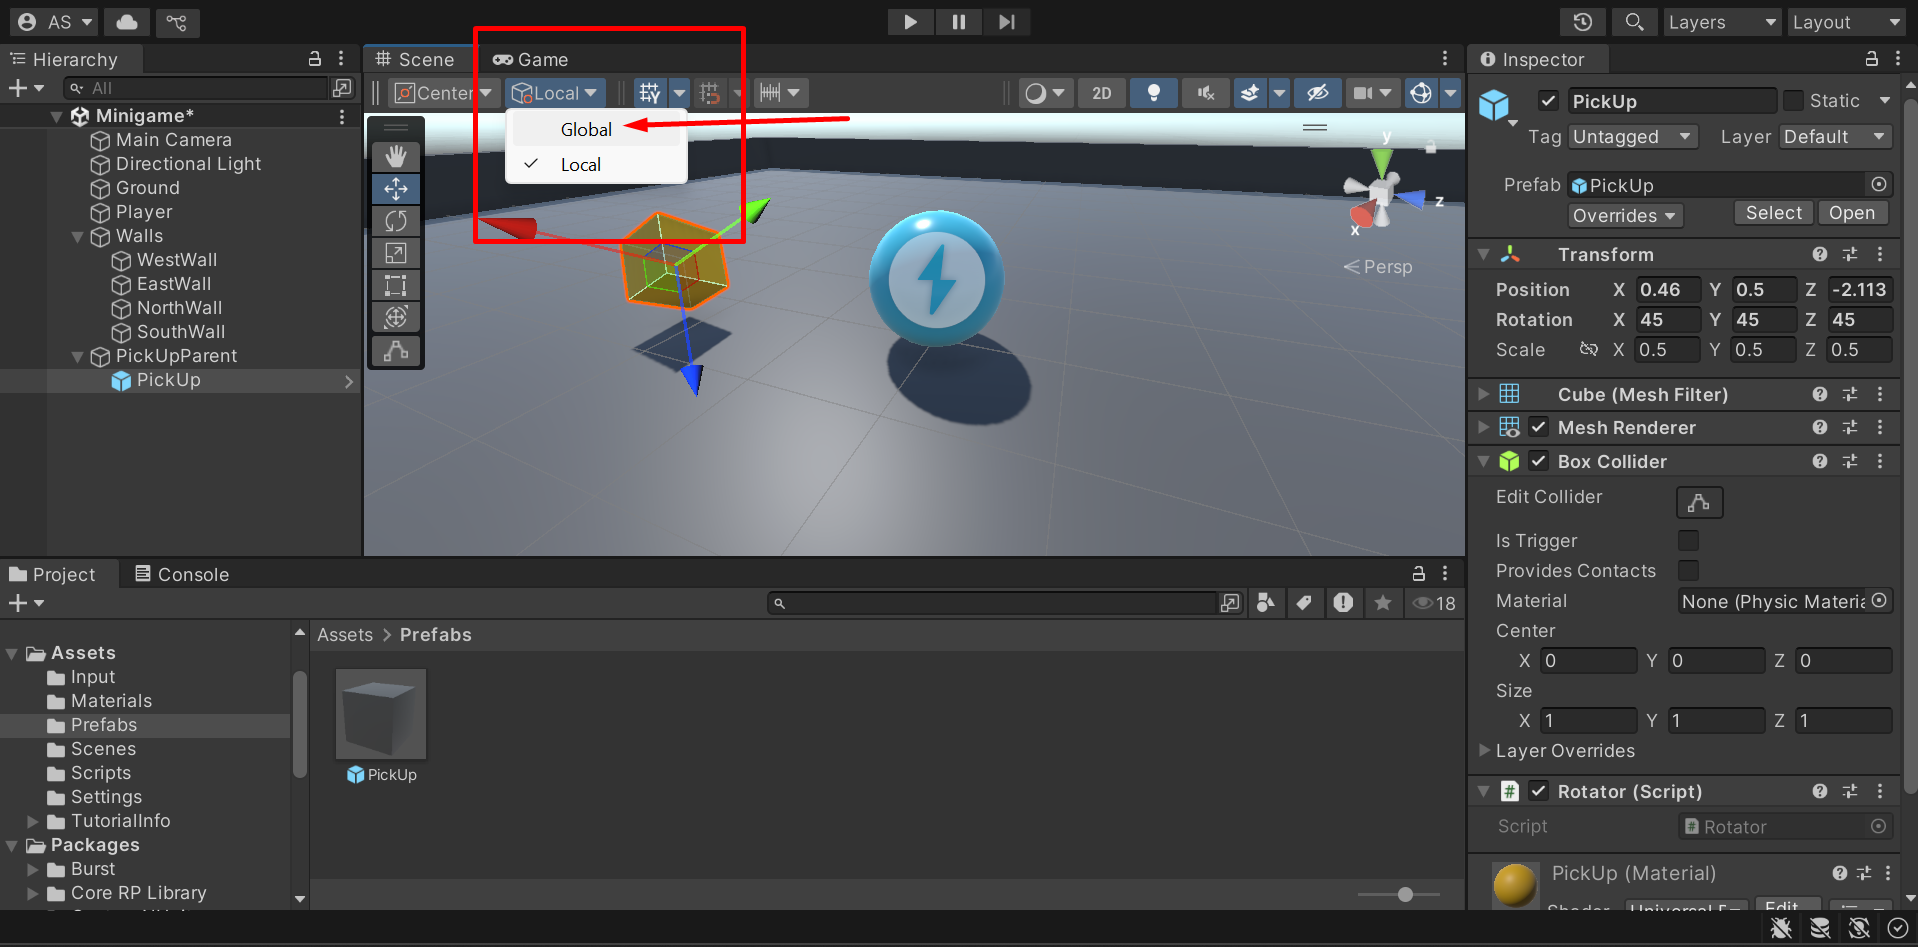 AS
Layers
Layout
Hierarchy
Scene
Game
Inspector
All
Center
Local
2D
PickUp
Static
Global
Local
Tag
Untagged
Layer
Default
Prefab
PickUp
Overrides
Select
Open
y
z
x
Persp
Minigame*
Main Camera
Directional Light
Ground
Player
Walls
WestWall
EastWall
NorthWall
SouthWall
PickUpParent
PickUp
Transform
Position X 0.46 Y 0.5 Z -2.113
Rotation X 45 Y 45 Z 45
Scale X 0.5 Y 0.5 Z 0.5
Cube (Mesh Filter)
Mesh Renderer
Box Collider
Edit Collider
Is Trigger
Provides Contacts
Material None (Physic Materia
Center
X 0 Y 0 Z 0
Size
X 1 Y 1 Z 1
Layer Overrides
# Rotator (Script)
Script # Rotator
PickUp (Material)
Shader Universal Edit...
Project
Console
18
Assets > Prefabs
Assets
Input
Materials
Prefabs
Scenes
Scripts
Settings
TutorialInfo
Packages
Burst
Core RP Library
PickUp